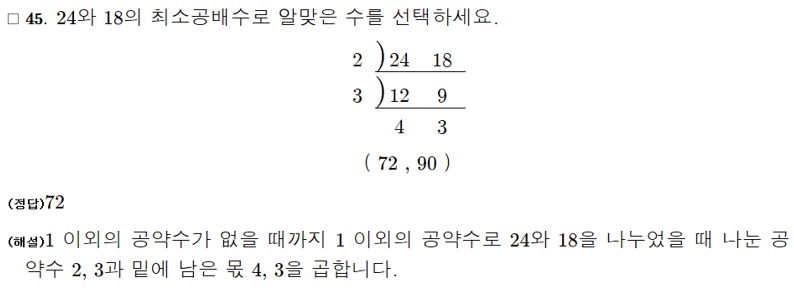 □ 45. 24와 18의 최소공배수로 알맞은 수를 선택하세요.
2 ) 24 18
3 ) 12 9
4 3
( 72 , 90 )
(정답)72
(해설)1 이외의 공약수가 없을 때까지 1 이외의 공약수로 24와 18을 나누었을 때 나눈 공
약수 2, 3과 밑에 남은 몫 4, 3을 곱합니다.